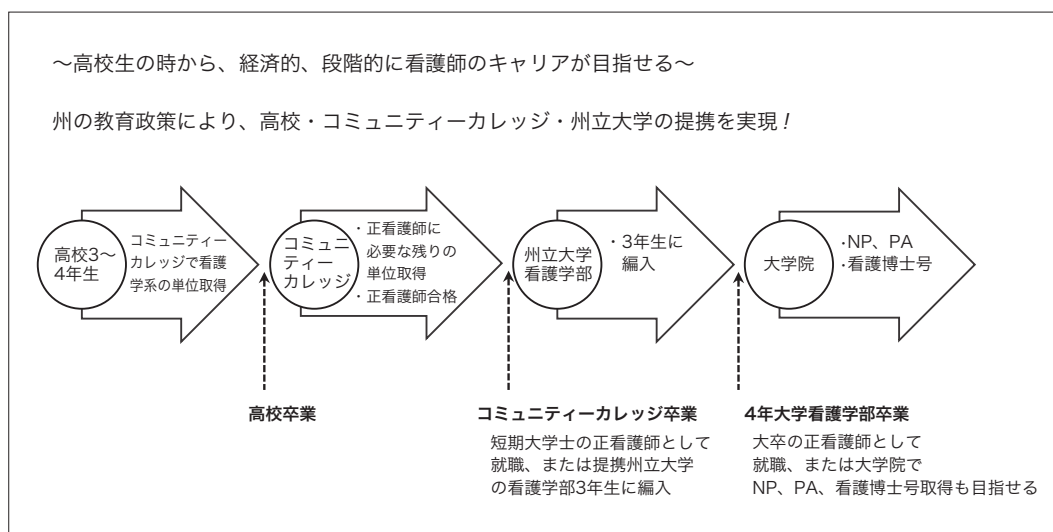 ～高校生の時から、経済的、段階的に看護師のキャリアが目指せる～
州の教育政策により、高校・コミュニティーカレッジ・州立大学の提携を実現！
高校3～
4年生
コミュニティー
カレッジで看護
学系の単位取得
コミュニ
ティー
カレッジ
・正看護師に
必要な残りの
単位取得
・正看護師合格
州立大学
看護学部
・3年生に
編入
大学院
・NP、PA
・看護博士号
高校卒業
コミュニティーカレッジ卒業
短期大学士の正看護師として
就職、または提携州立大学
の看護学部3年生に編入
4年大学看護学部卒業
大卒の正看護師として
就職、または大学院で
NP、PA、看護博士号取得も目指せる